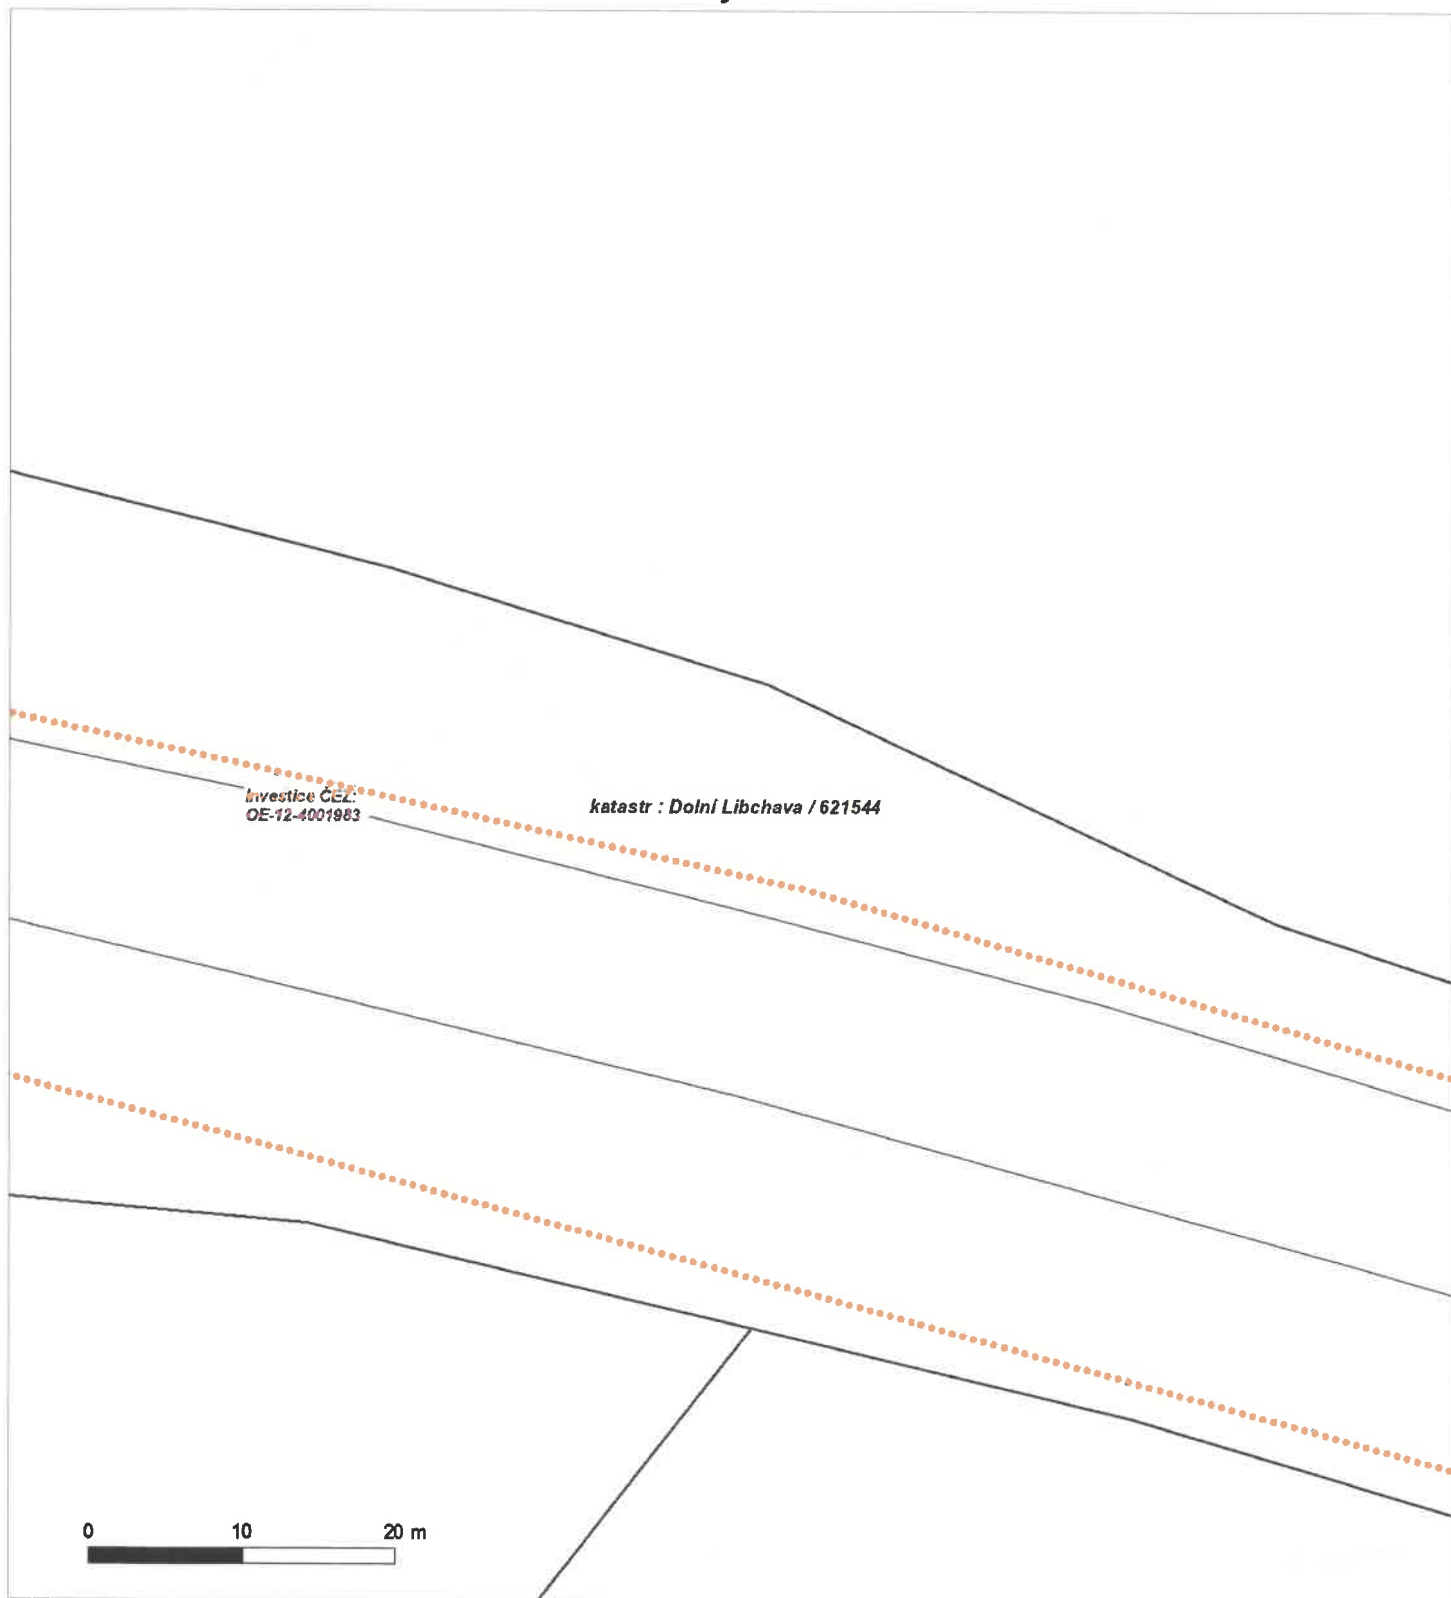 Investice ČEZ:
OE-12-4001983
katastr : Dolní Libchava / 621544
0 10 20 m